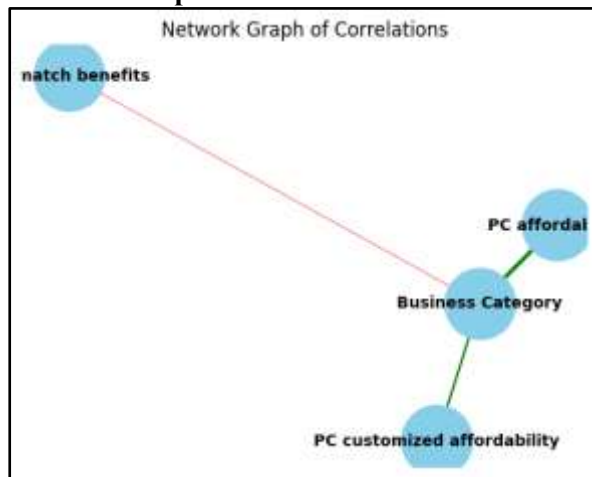 Network Graph of Correlations
natch benefits
PC affordal
Business Category
PC customized affordability